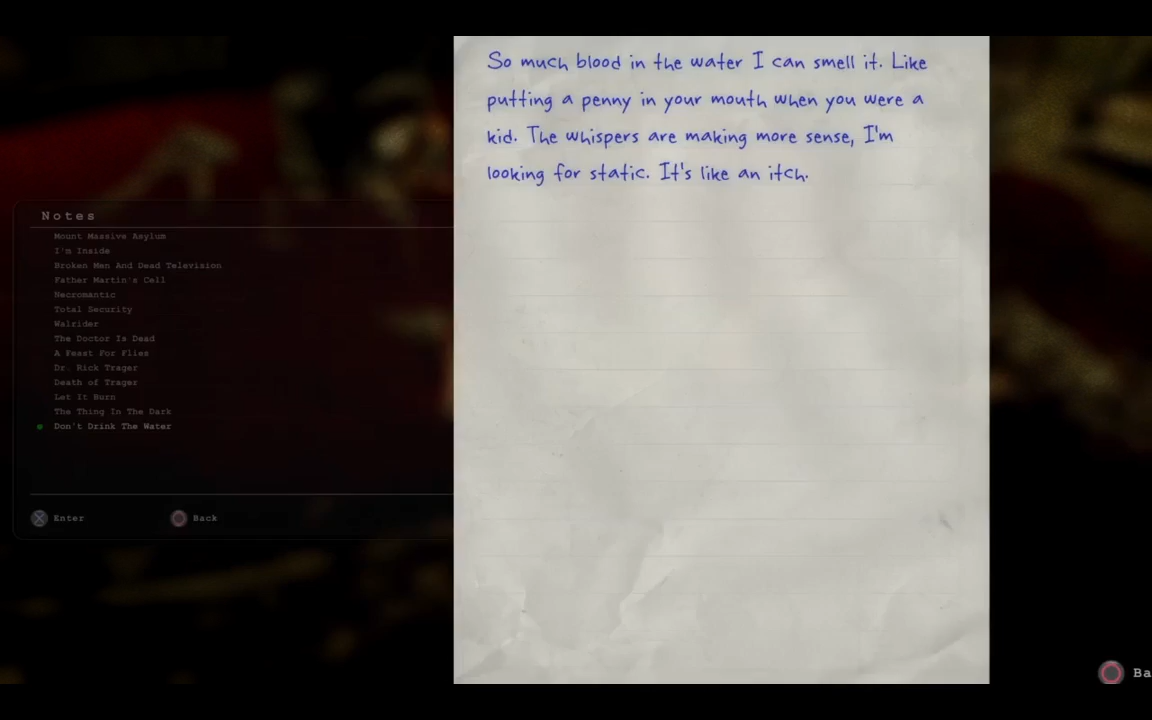 So much blood in the water I can smell it. Like
putting a penny in your mouth when you were a
kid. The whispers are making more sense, I'm
looking for static. It's like an itch.
Notes
Mount Massive Asylum
I'm Inside
Broken Men And Dead Television
Father Martin's Cell
Necromantic
Total Security
Walrider
The Doctor Is Dead
A Feast For Flies
Dr. Rick Trager
Death of Trager
Let It Burn
The Thing In The Dark
Don't Drink The Water
Enter Back
Ba